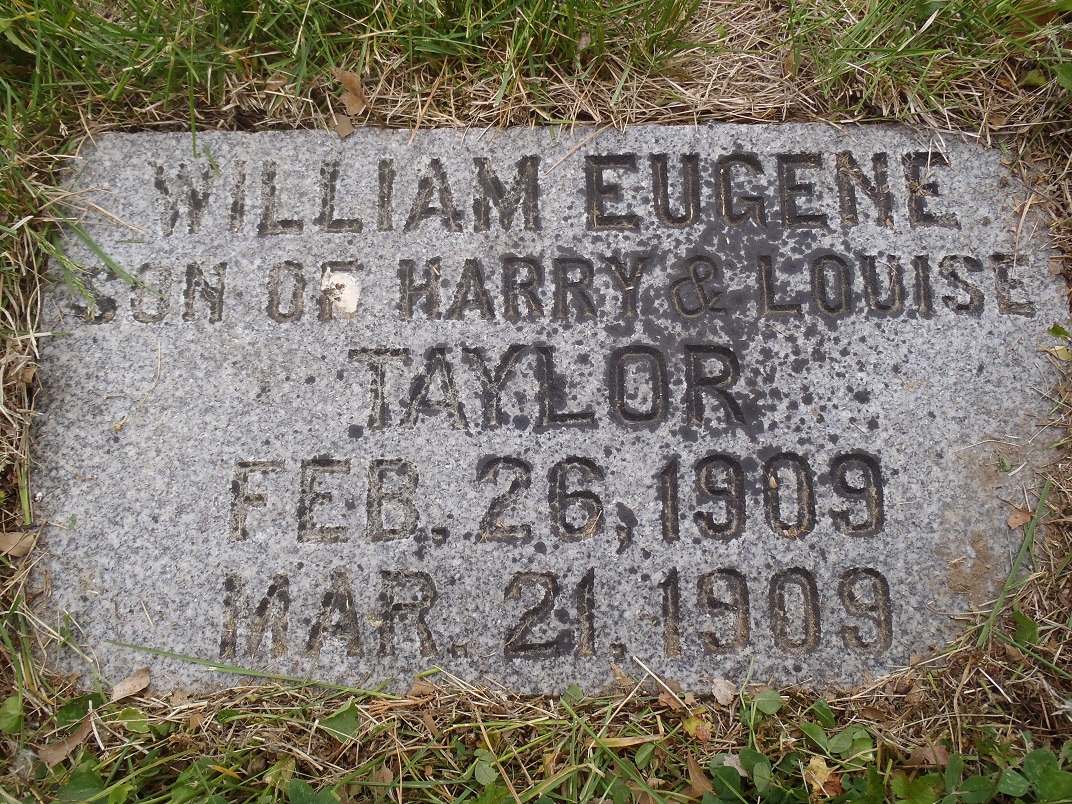 WILLIAM EUGENE
SON OF HARRY & LOUISE
TAYLOR
FEB. 26, 1909
MAR. 21. 1909